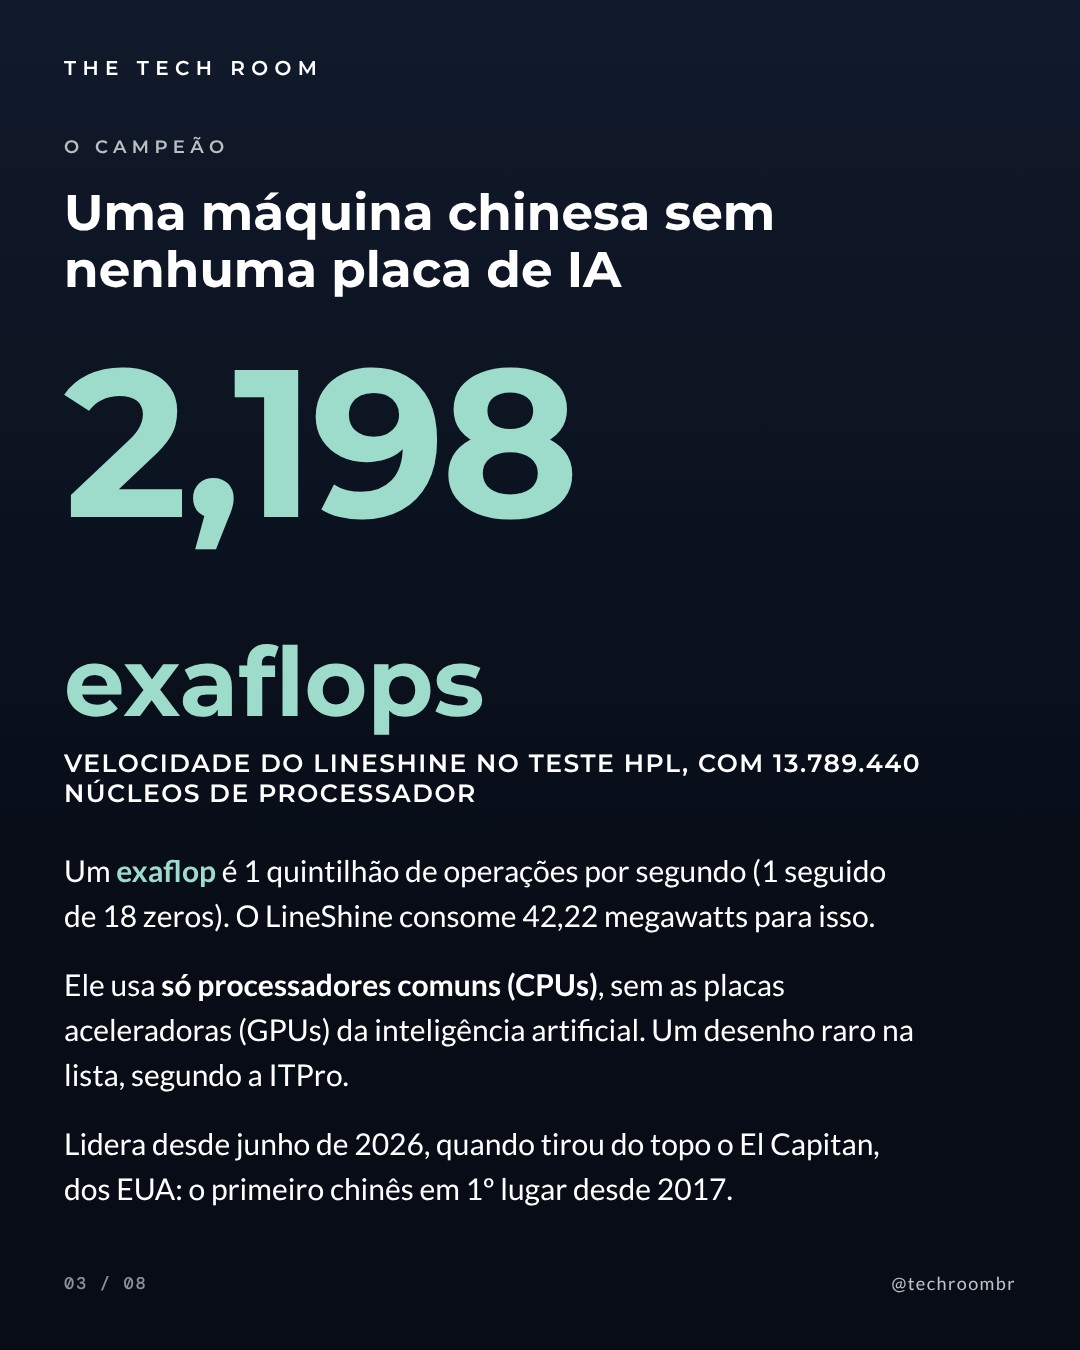 THE TECH ROOM
O CAMPEÃO
Uma máquina chinesa sem
nenhuma placa de IA
2,198
exaflops
VELOCIDADE DO LINESHINE NO TESTE HPL, COM 13.789.440
NÚCLEOS DE PROCESSADOR
Um exaflop é 1 quintilhão de operações por segundo (1 seguido
de 18 zeros). O LineShine consome 42,22 megawatts para isso.
Ele usa só processadores comuns (CPUs), sem as placas
aceleradoras (GPUs) da inteligência artificial. Um desenho raro na
lista, segundo a ITPro.
Lidera desde junho de 2026, quando tirou do topo o El Capitan,
dos EUA: o primeiro chinês em 1º lugar desde 2017.
03 / 08
@techroombr